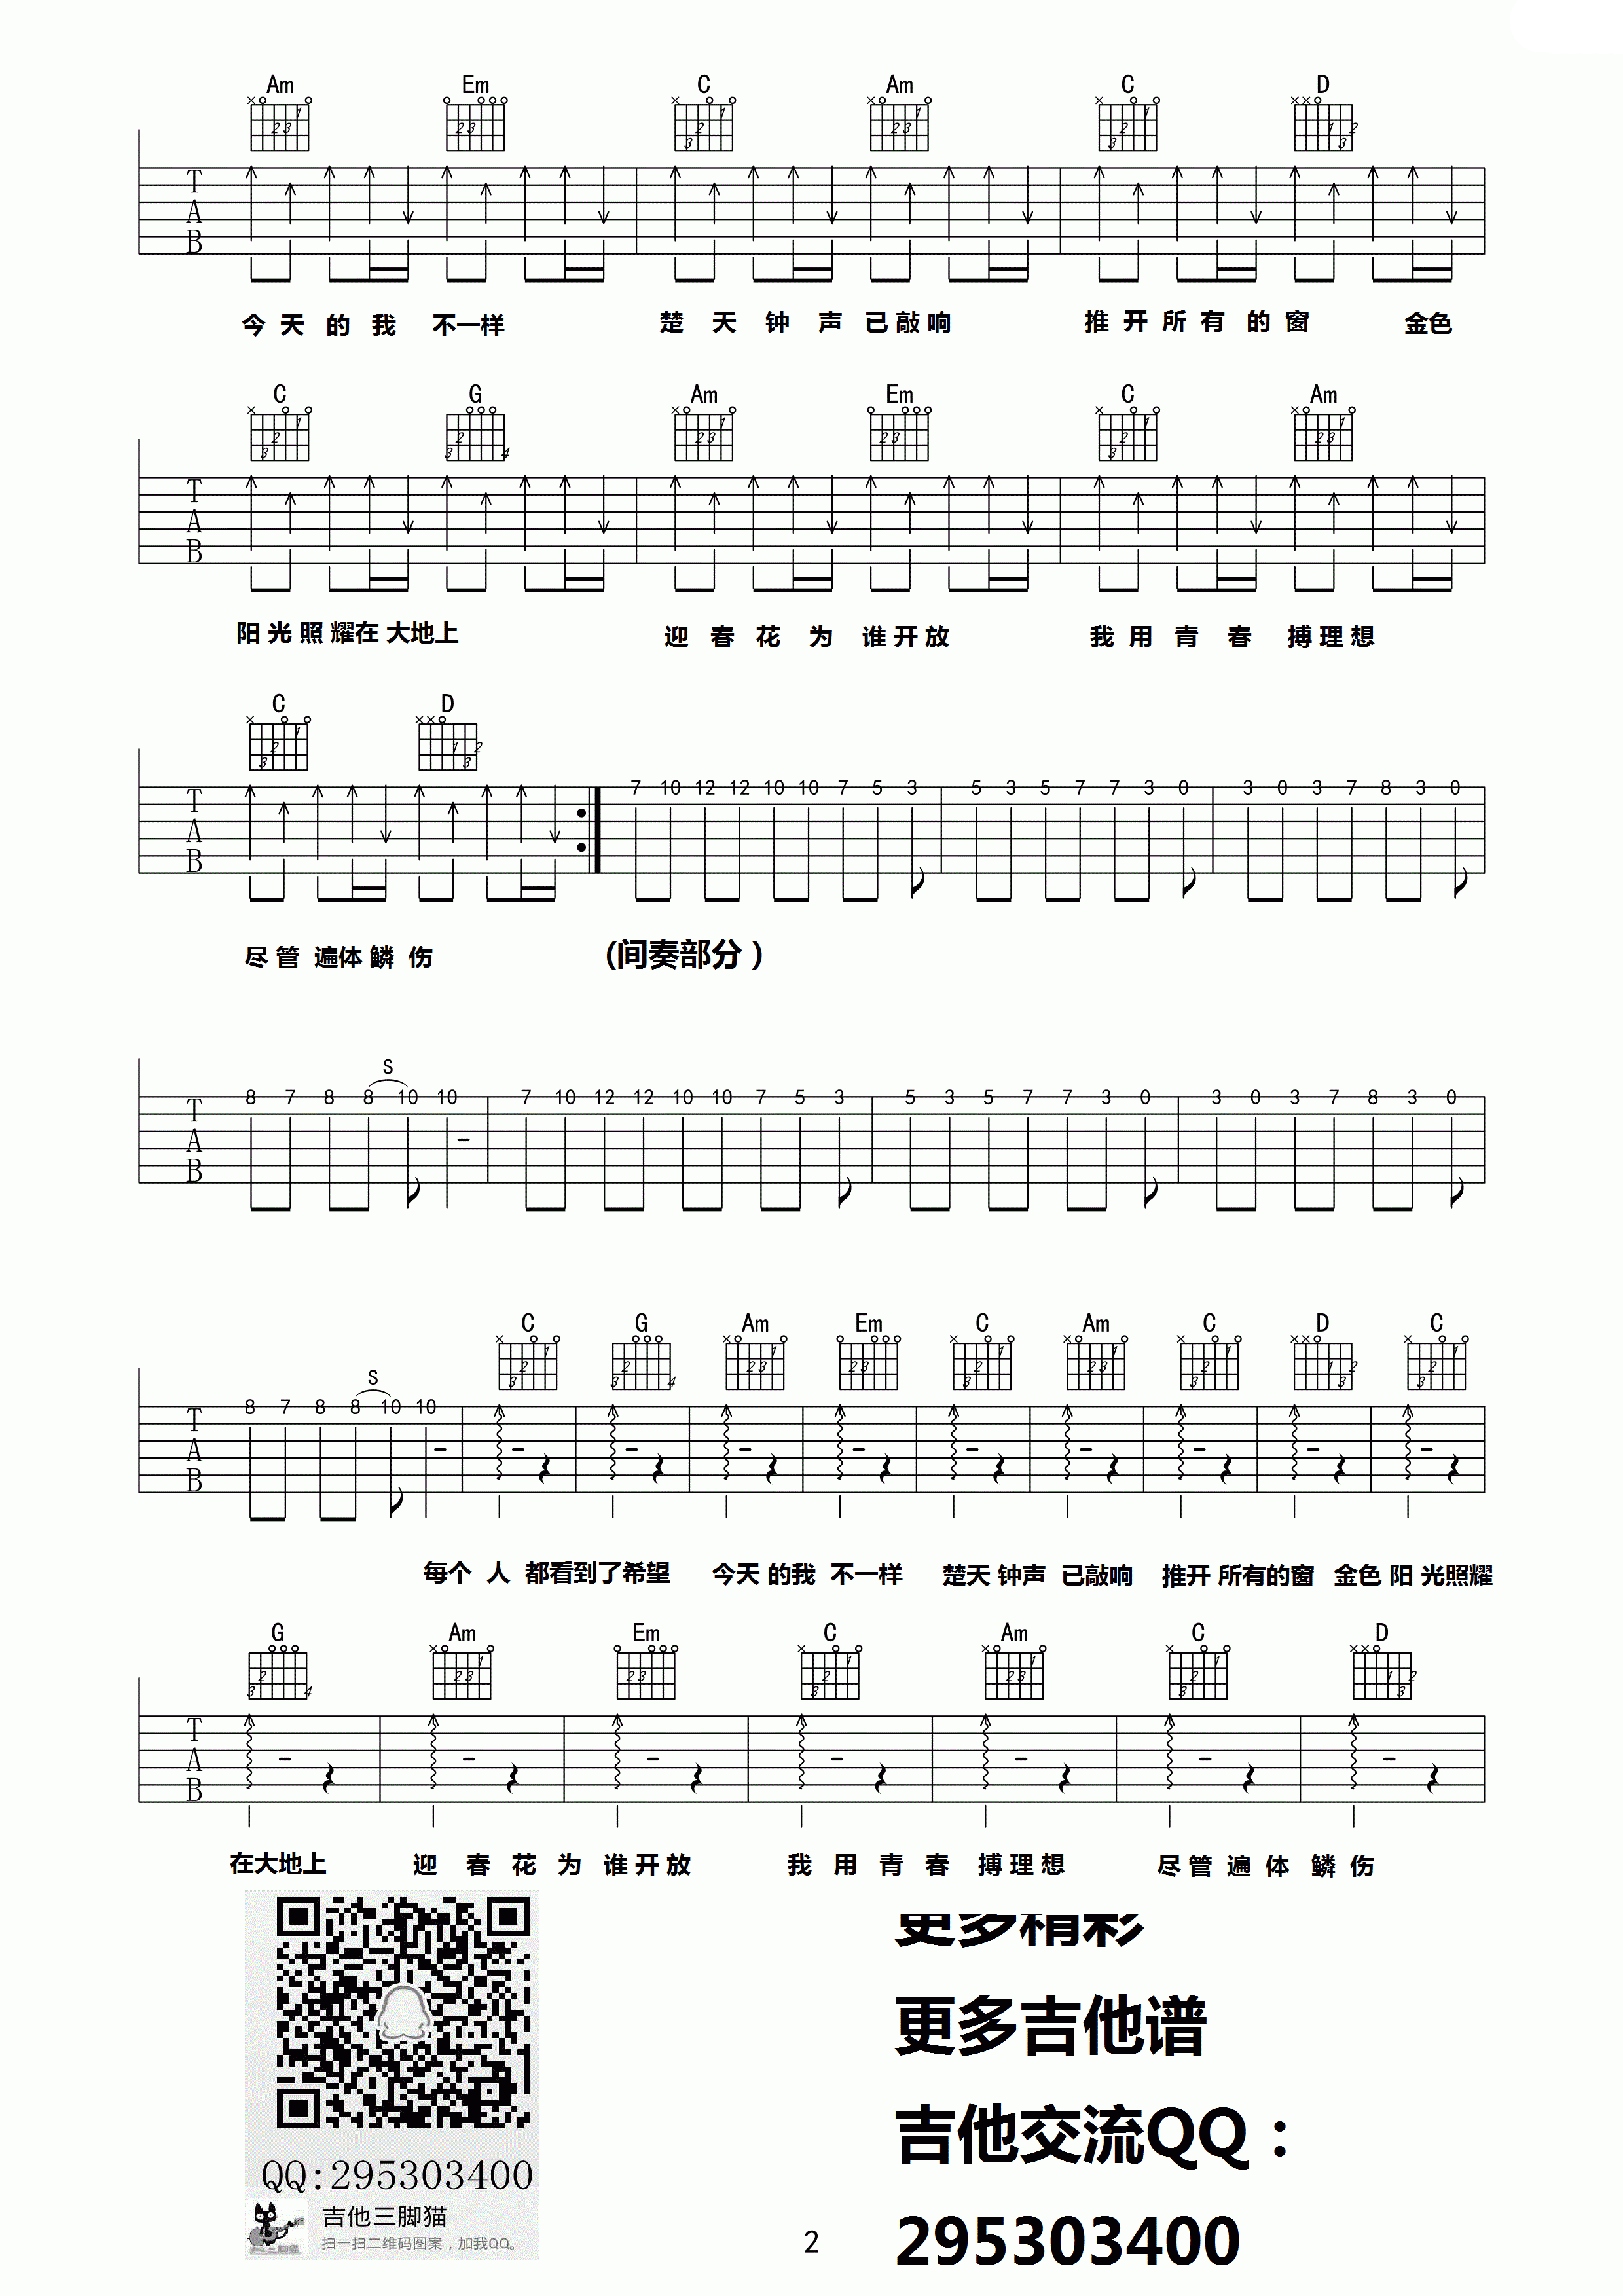 Am Em C Am C D
T A B
今天的我 不一样 楚天钟声已敲响 推开所有的窗 金色
C G Am Em C Am
T A B
阳光照耀在大地上 迎春花为谁开放 我用青春搏理想
C D
T A B 7 10 12 12 10 10 7 5 3 5 3 5 7 7 3 0 3 0 3 7 8 3 0
尽管遍体鳞伤 (间奏部分)
S
T A B 8 7 8 8 10 10 7 10 12 12 10 10 7 5 3 5 3 5 7 7 3 0 3 0 3 7 8 3 0
C G Am Em C Am C D C
S
T A B 8 7 8 8 10 10
每个人都看到了希望 今天的我不一样 楚天钟声已敲响 推开所有的窗 金色阳光照耀
G Am Em C Am C D
T A B
在大地上 迎春花为谁开放 我用青春搏理想 尽管遍体鳞伤
更多精彩
更多吉他谱
吉他交流QQ：
295303400
QQ:295303400
吉他三脚猫
扫一扫二维码图案，加我QQ。
2